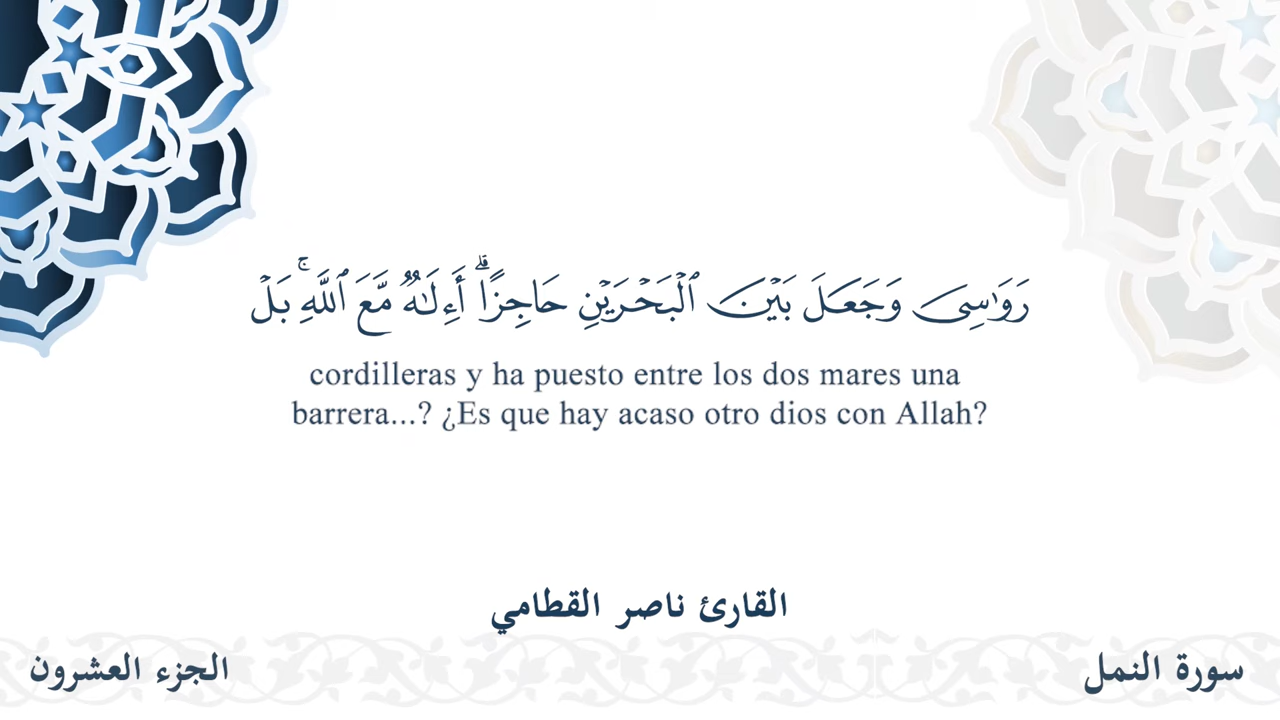 رَوَٰسِىَ وَجَعَلَ بَيْنَ ٱلْبَحْرَيْنِ حَاجِزًا ۗ أَءِلَـٰهٌ مَّعَ ٱللَّهِ ۚ بَلْ
cordilleras y ha puesto entre los dos mares una
barrera...? ¿Es que hay acaso otro dios con Allah?
القارئ ناصر القطامي
سورة النمل
الجزء العشرون